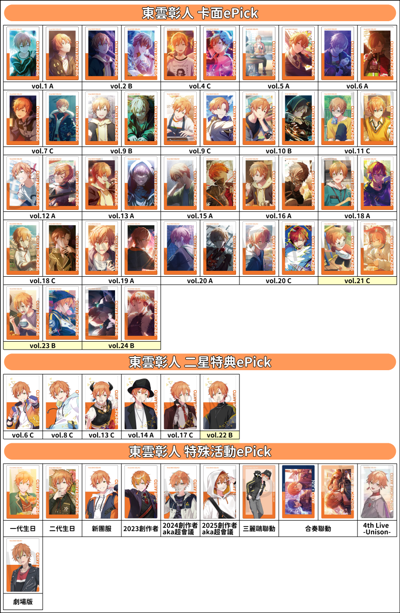 東雲彰人 卡面ePick
vol.1 A
vol.2 B
vol.4 C
vol.5 A
vol.6 A
vol.7 C
vol.9 B
vol.9 C
vol.10 B
vol.11 C
vol.12 A
vol.13 A
vol.15 A
vol.16 A
vol.18 A
vol.18 C
vol.19 A
vol.20 A
vol.20 C
vol.21 C
vol.23 B
vol.24 B
東雲彰人 二星特典ePick
vol.6 C
vol.8 C
vol.13 C
vol.14 A
vol.17 C
vol.22 B
東雲彰人 特殊活動ePick
一代生日
二代生日
新團服
2023創作者
2024創作者
aka超會議
2025創作者
aka超會議
三麗鷗聯動
合奏聯動
4th Live
-Unison-
劇場版